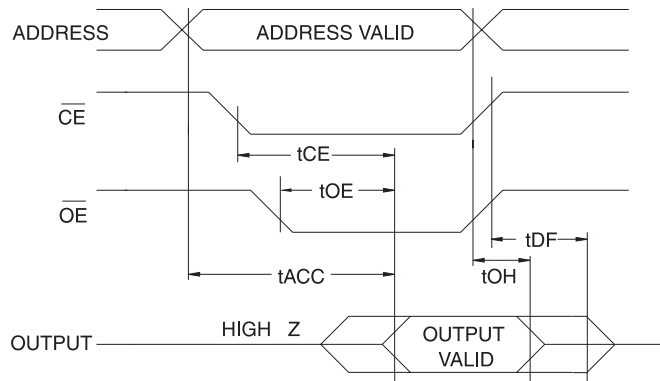 ADDRESS
ADDRESS VALID
CE
tCE
OE
tOE
tDF
tACC
tOH
OUTPUT
HIGH Z
OUTPUT
VALID